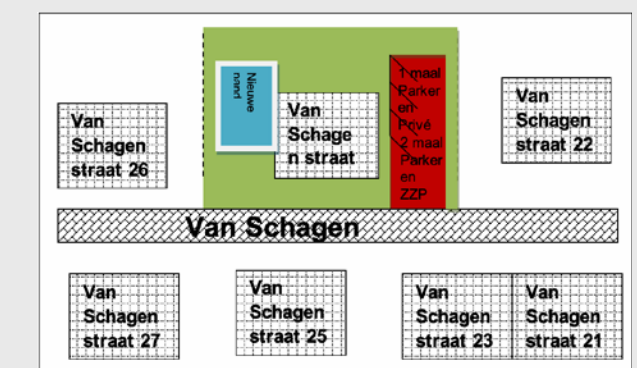 Nieuwe
pand
1 maal
Parker
en
Privé
2 maal
Parker
en
ZZP
Van
Schage
n straat
Van
Schagen
straat 22
Van
Schagen
straat 26
Van Schagen
Van
Schagen
straat 27
Van
Schagen
straat 25
Van
Schagen
straat 23
Van
Schagen
straat 21